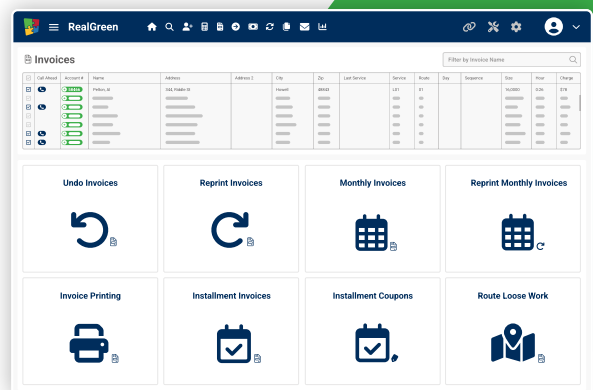 RealGreen
Invoices
Filter by Invoice Name
Call Ahead Account # Name Address Address 2 City Zip Last Service Service Route Day Sequence Size Hour Charge
Howell
Undo Invoices
Reprint Invoices
Monthly Invoices
Reprint Monthly Invoices
Invoice Printing
Installment Invoices
Installment Coupons
Route Loose Work